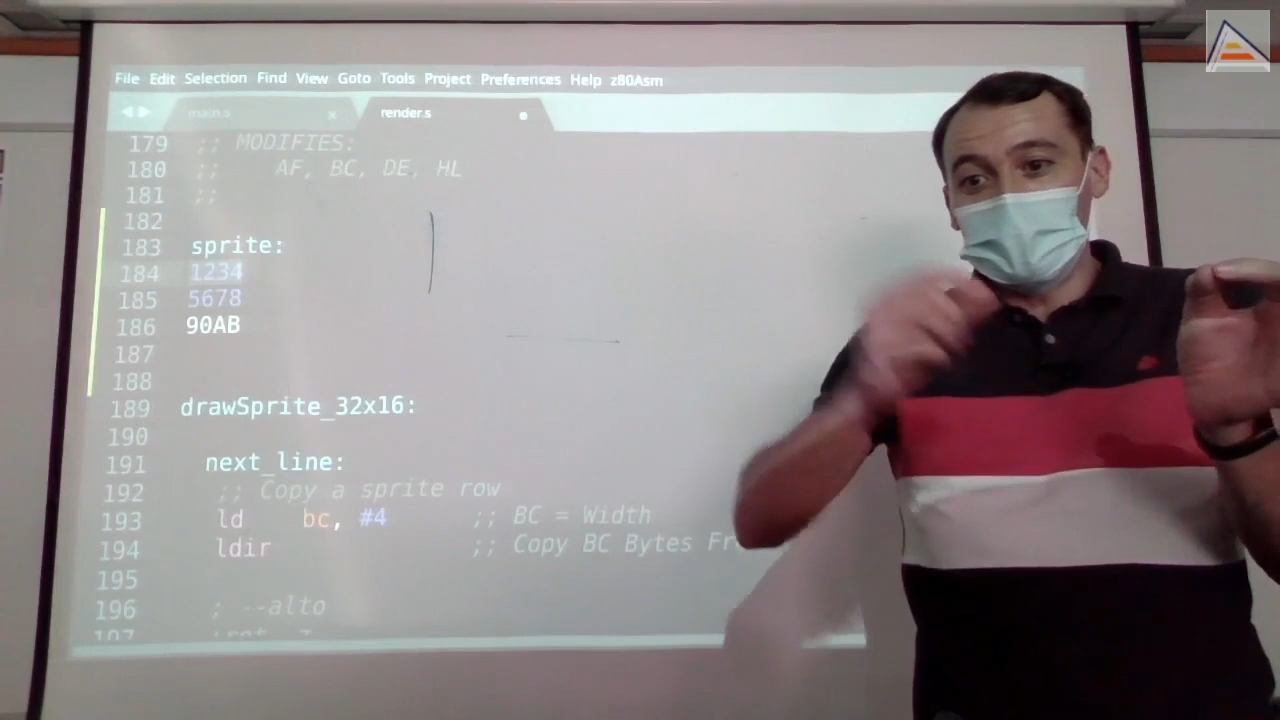 File Edit Selection Find View Goto Tools Project Preferences Help z80Asm
main.s × render.s
179 ;; MODIFIES:
180 ;; AF, BC, DE, HL
181 ;;
182
183 sprite:
184 1234
185 5678
186 90AB
187
188
189 drawSprite_32x16:
190
191 next_line:
192 ;; Copy a sprite row
193 ld bc, #4 ;; BC = Width
194 ldir ;; Copy BC Bytes
195
196 ; --alto
197